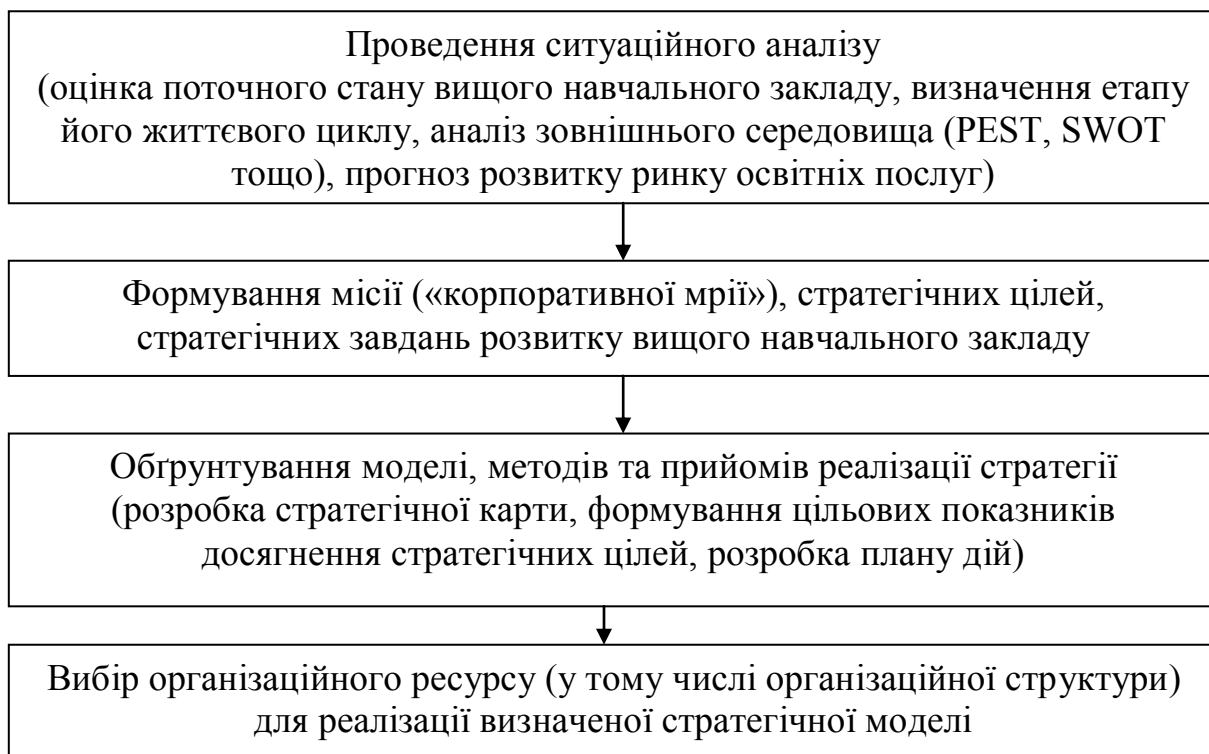 Проведення ситуаційного аналізу
(оцінка поточного стану вищого навчального закладу, визначення етапу
його життєвого циклу, аналіз зовнішнього середовища (PEST, SWOT
тощо), прогноз розвитку ринку освітніх послуг)
Формування місії («корпоративної мрії»), стратегічних цілей,
стратегічних завдань розвитку вищого навчального закладу
Обґрунтування моделі, методів та прийомів реалізації стратегії
(розробка стратегічної карти, формування цільових показників
досягнення стратегічних цілей, розробка плану дій)
Вибір організаційного ресурсу (у тому числі організаційної структури)
для реалізації визначеної стратегічної моделі